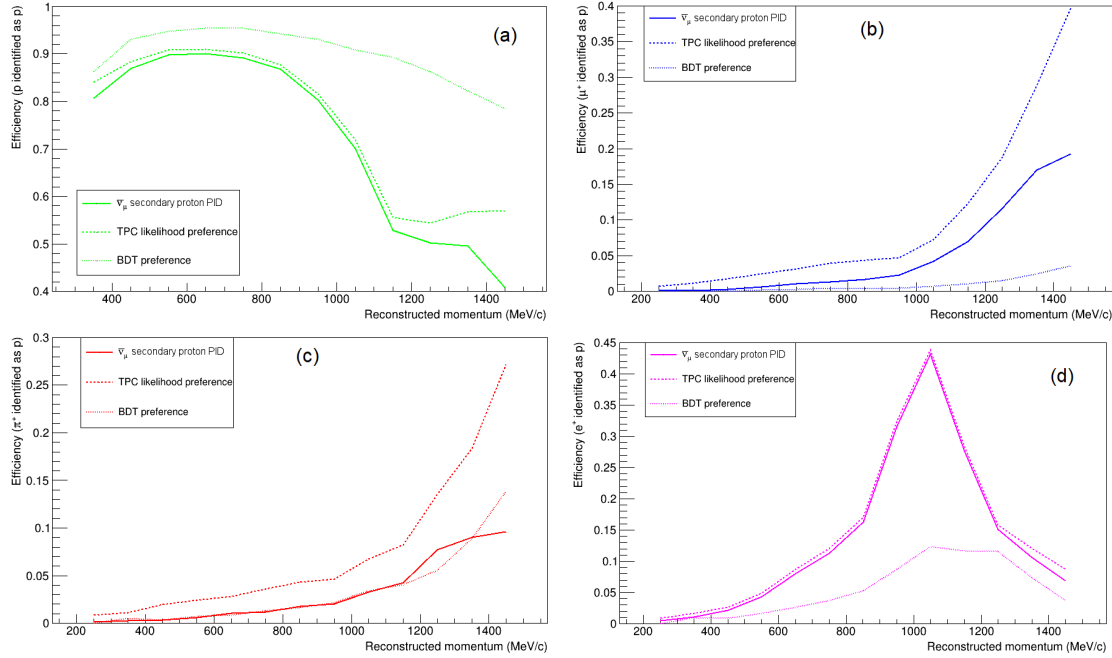 1
0.9
0.8
0.7
0.6
0.5
0.4
Efficiency (p identified as p)
(a)
ν̅μ secondary proton PID
TPC likelihood preference
BDT preference
400 600 800 1000 1200 1400
Reconstructed momentum (MeV/c)
0.4
0.35
0.3
0.25
0.2
0.15
0.1
0.05
0
Efficiency (μ+ identified as p)
(b)
ν̅μ secondary proton PID
TPC likelihood preference
BDT preference
200 400 600 800 1000 1200 1400
Reconstructed momentum (MeV/c)
0.3
0.25
0.2
0.15
0.1
0.05
0
Efficiency (π+ identified as p)
(c)
ν̅μ secondary proton PID
TPC likelihood preference
BDT preference
200 400 600 800 1000 1200 1400
Reconstructed momentum (MeV/c)
0.45
0.4
0.35
0.3
0.25
0.2
0.15
0.1
0.05
0
Efficiency (e+ identified as p)
(d)
ν̅μ secondary proton PID
TPC likelihood preference
BDT preference
200 400 600 800 1000 1200 1400
Reconstructed momentum (MeV/c)